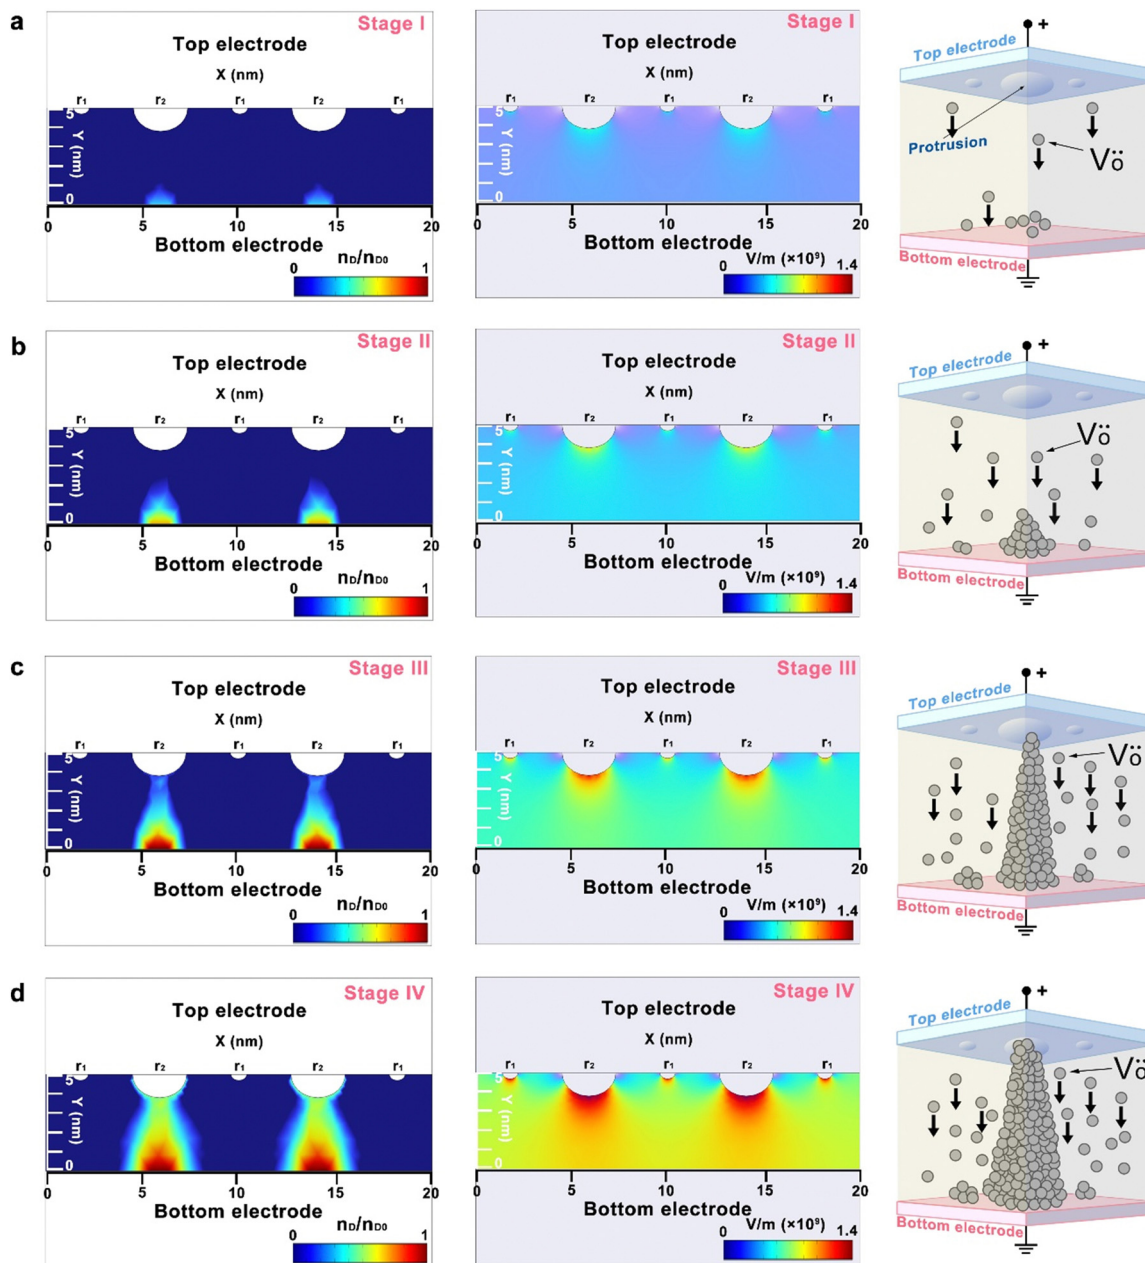 a
Stage I
Top electrode
X (nm)
r₁ r₂ r₁ r₂ r₁
5
Y (nm)
0
0 5 10 15 20
Bottom electrode
nD/nD0
0 1
Stage I
Top electrode
X (nm)
r₁ r₂ r₁ r₂ r₁
5
Y (nm)
0
0 5 10 15 20
Bottom electrode
V/m (×10⁹)
0 1.4
+
Top electrode
Protrusion
Vö
Bottom electrode
b
Stage II
Top electrode
X (nm)
r₁ r₂ r₁ r₂ r₁
5
Y (nm)
0
0 5 10 15 20
Bottom electrode
nD/nD0
0 1
Stage II
Top electrode
X (nm)
r₁ r₂ r₁ r₂ r₁
5
Y (nm)
0
0 5 10 15 20
Bottom electrode
V/m (×10⁹)
0 1.4
+
Top electrode
Vö
Bottom electrode
c
Stage III
Top electrode
X (nm)
r₁ r₂ r₁ r₂ r₁
5
Y (nm)
0
0 5 10 15 20
Bottom electrode
nD/nD0
0 1
Stage III
Top electrode
X (nm)
r₁ r₂ r₁ r₂ r₁
5
Y (nm)
0
0 5 10 15 20
Bottom electrode
V/m (×10⁹)
0 1.4
+
Top electrode
Vö
Bottom electrode
d
Stage IV
Top electrode
X (nm)
r₁ r₂ r₁ r₂ r₁
5
Y (nm)
0
0 5 10 15 20
Bottom electrode
nD/nD0
0 1
Stage IV
Top electrode
X (nm)
r₁ r₂ r₁ r₂ r₁
5
Y (nm)
0
0 5 10 15 20
Bottom electrode
V/m (×10⁹)
0 1.4
+
Top electrode
Vö
Bottom electrode